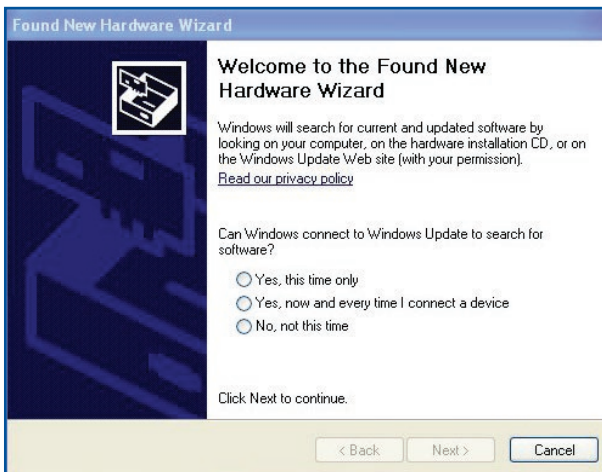 Found New Hardware Wizard
Welcome to the Found New
Hardware Wizard
Windows will search for current and updated software by
looking on your computer, on the hardware installation CD, or on
the Windows Update Web site (with your permission).
Read our privacy policy
Can Windows connect to Windows Update to search for
software?
Yes, this time only
Yes, now and every time I connect a device
No, not this time
Click Next to continue.
< Back Next > Cancel